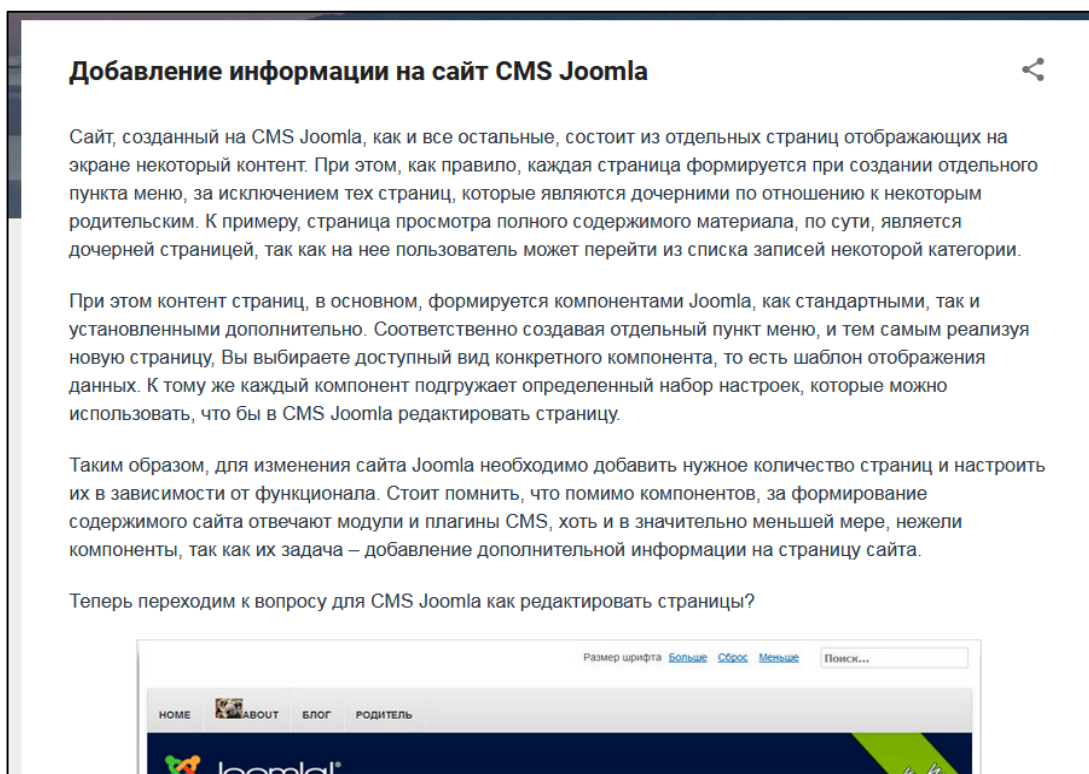 Добавление информации на сайт CMS Joomla
Сайт, созданный на CMS Joomla, как и все остальные, состоит из отдельных страниц отображающих на
экране некоторый контент. При этом, как правило, каждая страница формируется при создании отдельного
пункта меню, за исключением тех страниц, которые являются дочерними по отношению к некоторым
родительским. К примеру, страница просмотра полного содержимого материала, по сути, является
дочерней страницей, так как на нее пользователь может перейти из списка записей некоторой категории.
При этом контент страниц, в основном, формируется компонентами Joomla, как стандартными, так и
установленными дополнительно. Соответственно создавая отдельный пункт меню, и тем самым реализуя
новую страницу, Вы выбираете доступный вид конкретного компонента, то есть шаблон отображения
данных. К тому же каждый компонент подгружает определенный набор настроек, которые можно
использовать, что бы в CMS Joomla редактировать страницу.
Таким образом, для изменения сайта Joomla необходимо добавить нужное количество страниц и настроить
их в зависимости от функционала. Стоит помнить, что помимо компонентов, за формирование
содержимого сайта отвечают модули и плагины CMS, хоть и в значительно меньшей мере, нежели
компоненты, так как их задача – добавление дополнительной информации на страницу сайта.
Теперь переходим к вопросу для CMS Joomla как редактировать страницы?
Размер шрифта Больше Сброс Меньше Поиск...
HOME ABOUT БЛОГ РОДИТЕЛЬ
Joomla!